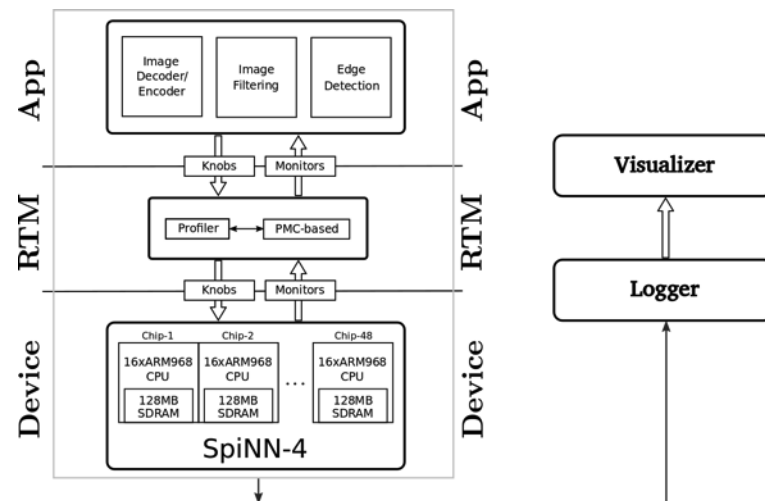 App
Image
Decoder/
Encoder
Image
Filtering
Edge
Detection
App
Knobs
Monitors
RTM
Profiler
PMC-based
RTM
Knobs
Monitors
Device
Chip-1
16xARM968
CPU
128MB
SDRAM
Chip-2
16xARM968
CPU
128MB
SDRAM
...
Chip-48
16xARM968
CPU
128MB
SDRAM
SpiNN-4
Device
Visualizer
Logger